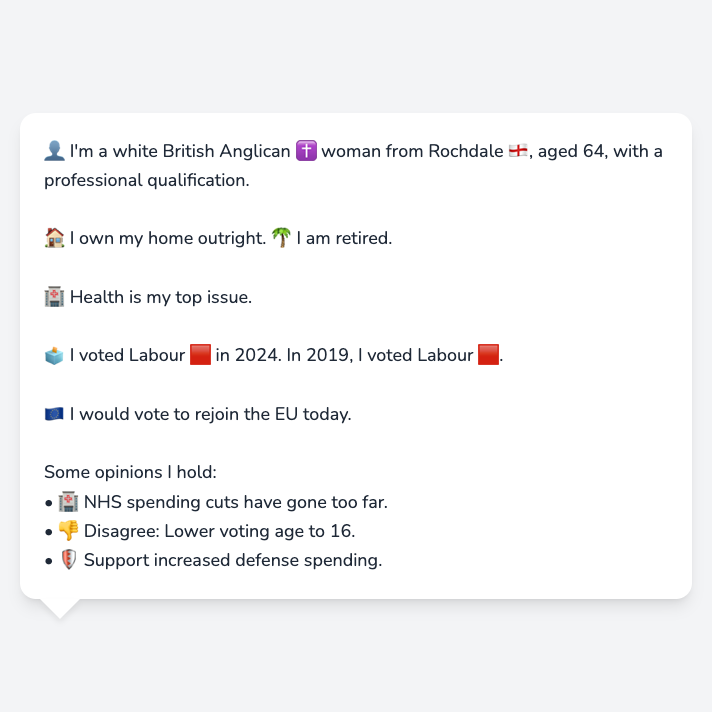 👤 I'm a white British Anglican ✝️ woman from Rochdale 🏴󠁧󠁢󠁥󠁮󠁧󠁿, aged 64, with a
professional qualification.
🏠 I own my home outright. 🌴 I am retired.
🏥 Health is my top issue.
🗳️ I voted Labour 🟥 in 2024. In 2019, I voted Labour 🟥.
🇪🇺 I would vote to rejoin the EU today.
Some opinions I hold:
• 🏥 NHS spending cuts have gone too far.
• 👎 Disagree: Lower voting age to 16.
• 🛡️ Support increased defense spending.